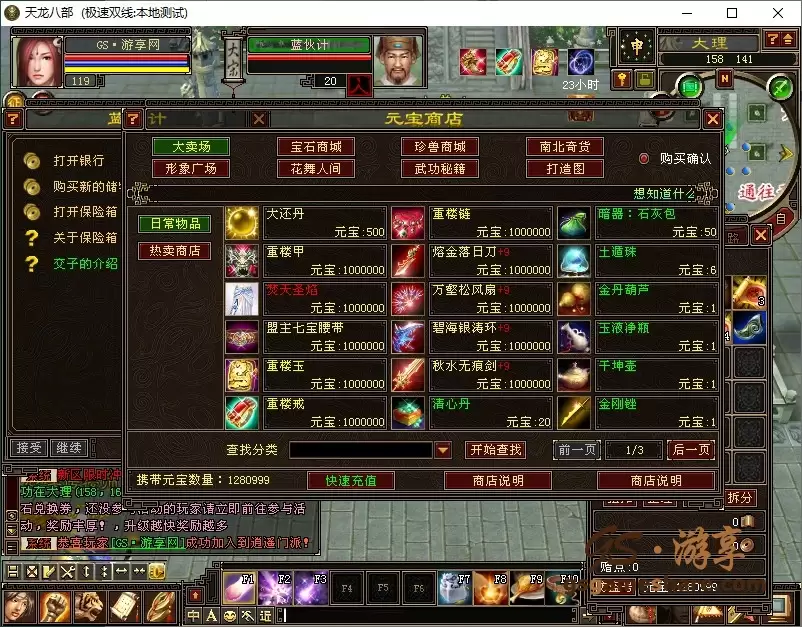 天龙八部 (极速双线:本地测试)
GS·游享网
119
大宗
蓝伙计
20
23小时
申
大理
158 141
元宝商店
大卖场
宝石商城
珍兽商城
南北奇货
形象广场
花舞人间
武功秘籍
打造图
购买确认
想知道什么
打开银行
购买新的储
打开保险箱
关于保险箱
交子的介绍
接受
继续
日常物品
热卖商店
大还丹
元宝:500
重楼链
元宝:1000000
暗器：石灰包
元宝:50
重楼甲
元宝:1000000
熔金落日刀+9
元宝:1000000
土遁珠
元宝:6
焚天圣焰
元宝:1000000
万壑松风扇+9
元宝:1000000
金丹葫芦
元宝:1
盟主七宝腰带
元宝:1000000
碧海银涛环+9
元宝:1000000
玉液净瓶
元宝:1
重楼玉
元宝:1000000
秋水无痕剑+9
元宝:1000000
干坤壶
元宝:1
重楼戒
元宝:1000000
清心丹
元宝:20
金刚锉
元宝:1
查找分类
开始查找
前一页
1/3
后一页
携带元宝数量：1280999
快速充值
商店说明
商店说明
通往
自
3
拆分
功在大理(158,16
石兑换券，还没参与活动的玩家请立即前往参与活
动，奖励丰厚！，升级越快奖励越多
恭喜玩家[GS·游享网]成功加入到逍遥门派！
赌点:0
:1280999
GS·游享
F1
F2
F3
F4
F5
F6
F7
F8
F9
F10
中
A
近